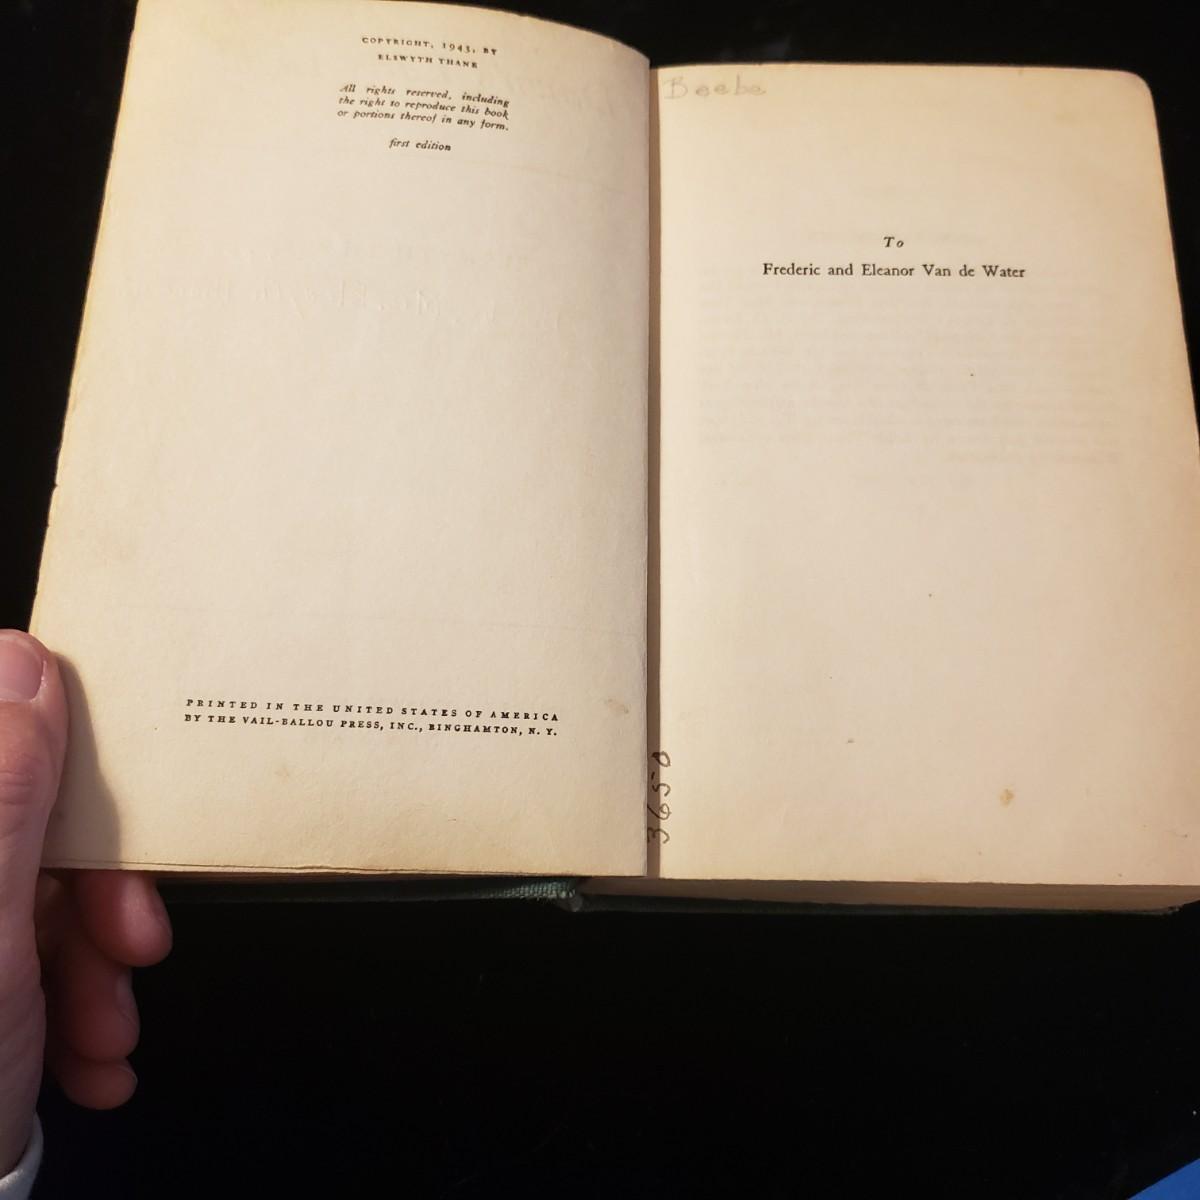 COPYRIGHT, 1943, BY
ELSWYTH THANE
All rights reserved, including
the right to reproduce this book
or portions thereof in any form.
first edition
PRINTED IN THE UNITED STATES OF AMERICA
BY THE VAIL-BALLOU PRESS, INC., BINGHAMTON, N. Y.
Beebe
To
Frederic and Eleanor Van de Water
3650